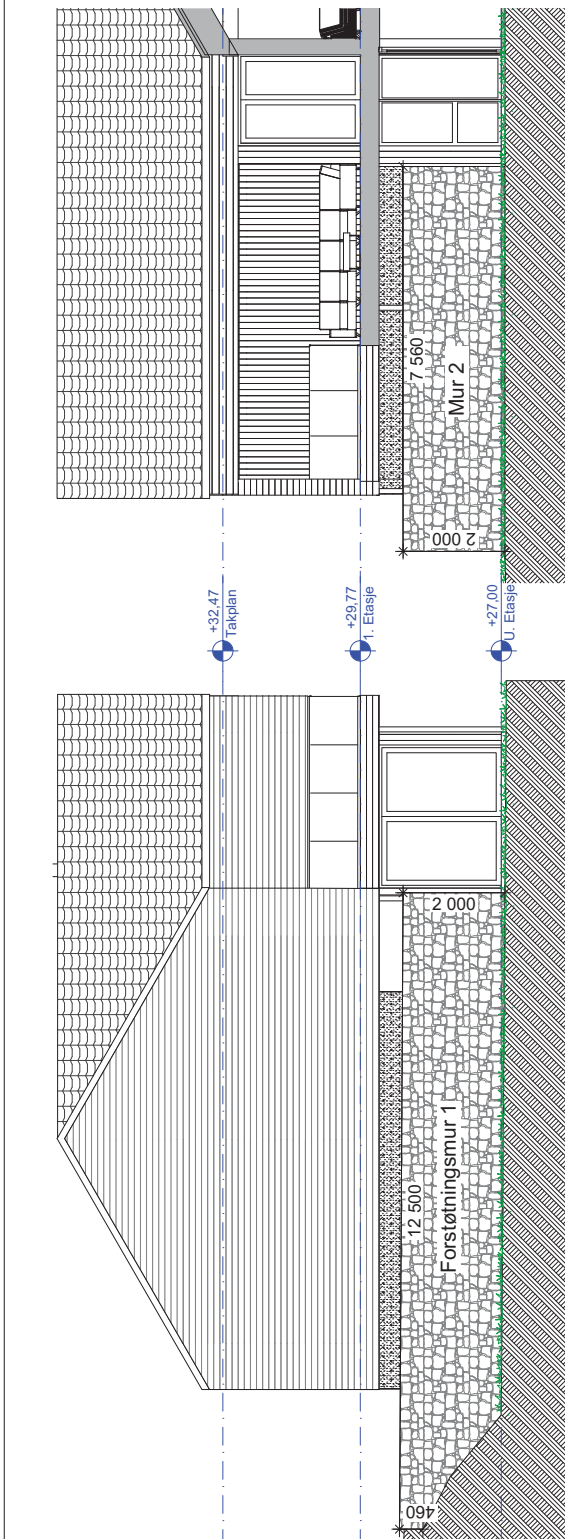 +32,47
Takplan
+29,77
1. Etasje
+27,00
U. Etasje
7 560
Mur 2
2 000
2 000
12 500
Forstøtningsmur 1
460